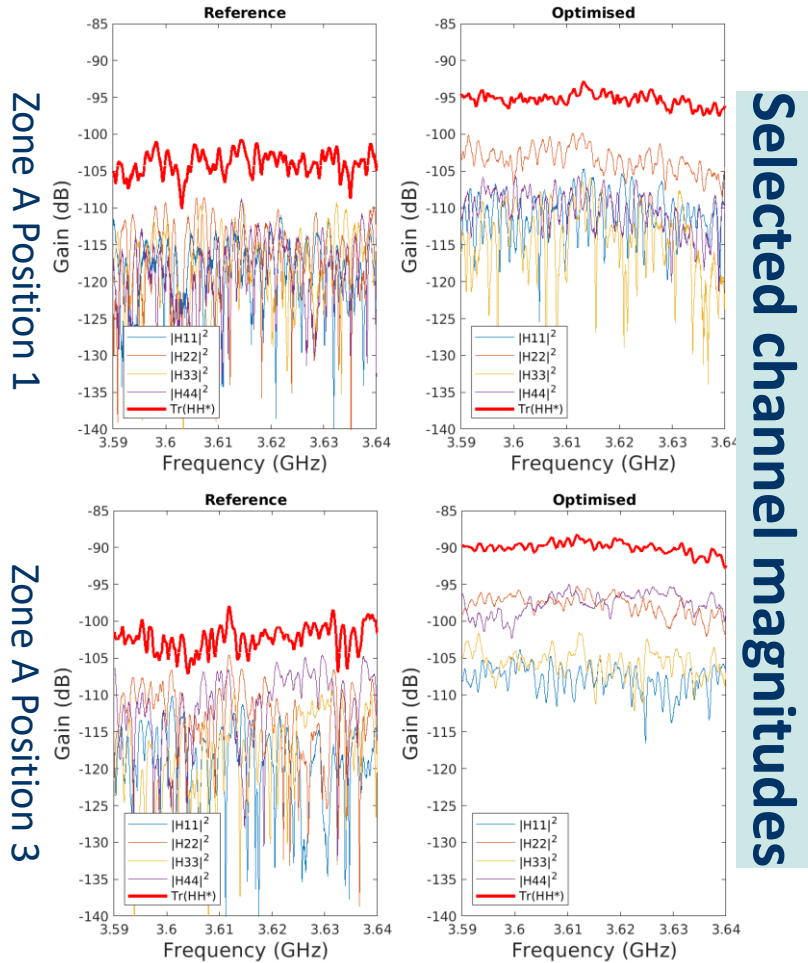 Selected channel magnitudes
Zone A Position 1
Reference
Gain (dB)
-85
-90
-95
-100
-105
-110
-115
-120
-125
-130
-135
-140
|H11|²
|H22|²
|H33|²
|H44|²
Tr(HH*)
3.59 3.6 3.61 3.62 3.63 3.64
Frequency (GHz)
Optimised
Gain (dB)
-85
-90
-95
-100
-105
-110
-115
-120
-125
-130
-135
-140
|H11|²
|H22|²
|H33|²
|H44|²
Tr(HH*)
3.59 3.6 3.61 3.62 3.63 3.64
Frequency (GHz)
Zone A Position 3
Reference
Gain (dB)
-85
-90
-95
-100
-105
-110
-115
-120
-125
-130
-135
-140
|H11|²
|H22|²
|H33|²
|H44|²
Tr(HH*)
3.59 3.6 3.61 3.62 3.63 3.64
Frequency (GHz)
Optimised
Gain (dB)
-85
-90
-95
-100
-105
-110
-115
-120
-125
-130
-135
-140
|H11|²
|H22|²
|H33|²
|H44|²
Tr(HH*)
3.59 3.6 3.61 3.62 3.63 3.64
Frequency (GHz)